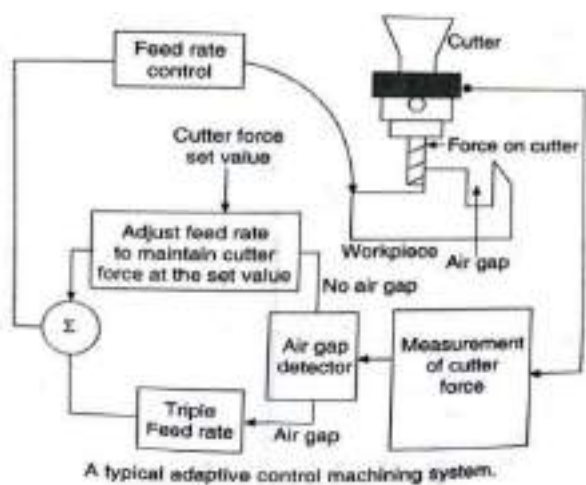 Feed rate
control
Cutter
Cutter force
set value
Force on cutter
Adjust feed rate
to maintain cutter
force at the set value
Workpiece
Air gap
No air gap
Σ
Air gap
detector
Measurement
of cutter
force
Triple
Feed rate
Air gap
A typical adaptive control machining system.